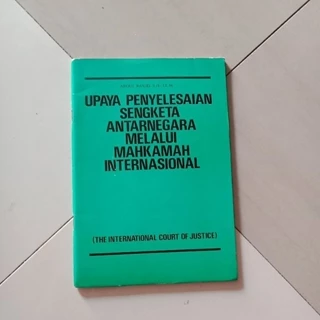 UPAYA PENYELESAIAN
SENGKETA
ANTARNEGARA
MELALUI
MAHKAMAH
INTERNASIONAL
(THE INTERNATIONAL COURT OF JUSTICE)